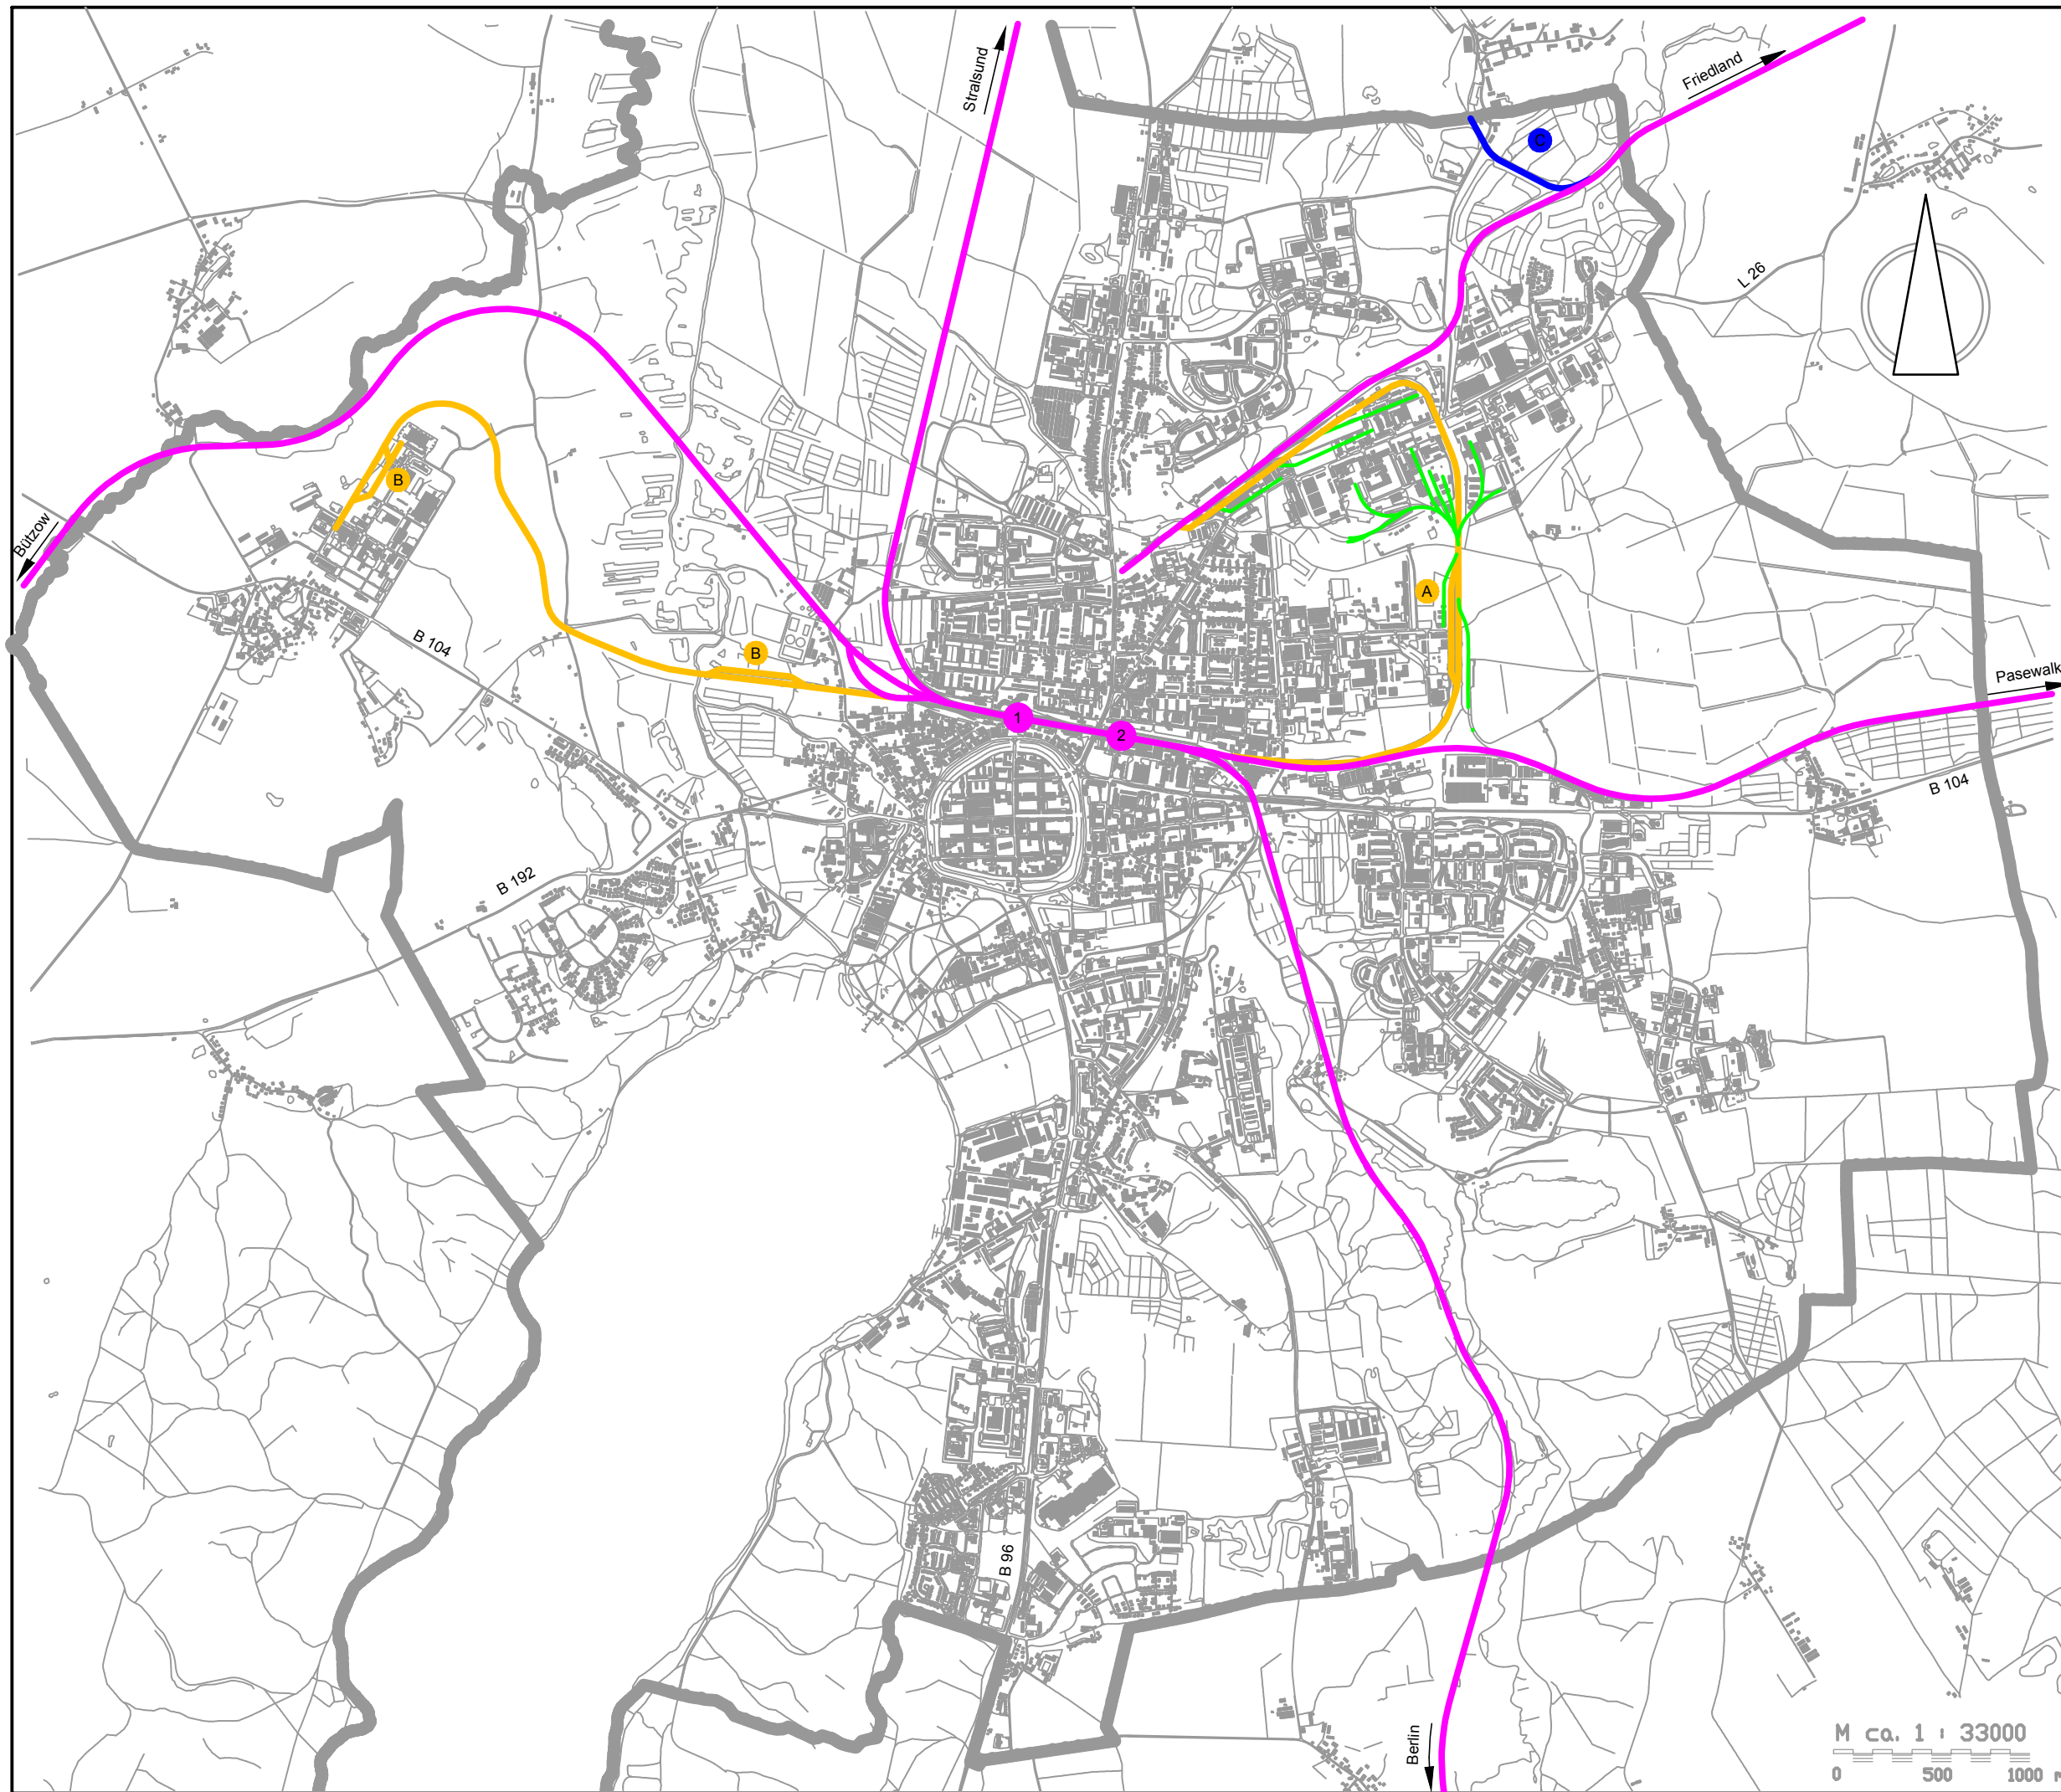 Stralsund
Friedland
C
L 26
B
Bützow
A
B 104
B
Pasewalk
1
2
B 104
B 192
B 96
Berlin
M ca. 1 : 33000
0 500 1000 m